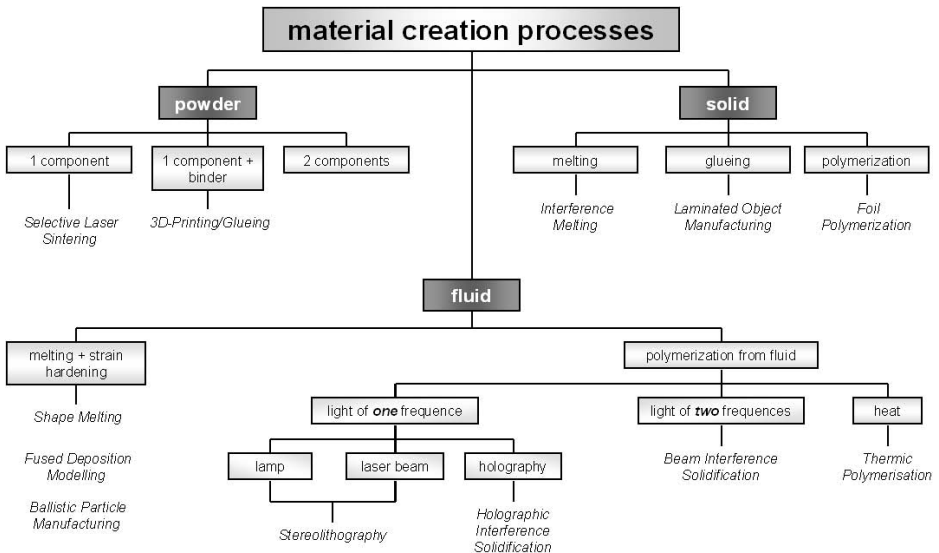 material creation processes
powder
solid
1 component
1 component +
binder
2 components
melting
glueing
polymerization
Selective Laser
Sintering
3D-Printing/Glueing
Interference
Melting
Laminated Object
Manufacturing
Foil
Polymerization
fluid
melting + strain
hardening
polymerization from fluid
Shape Melting
light of one frequence
light of two frequences
heat
Fused Deposition
Modelling
lamp
laser beam
holography
Beam Interference
Solidification
Thermic
Polymerisation
Ballistic Particle
Manufacturing
Stereolithography
Holographic
Interference
Solidification